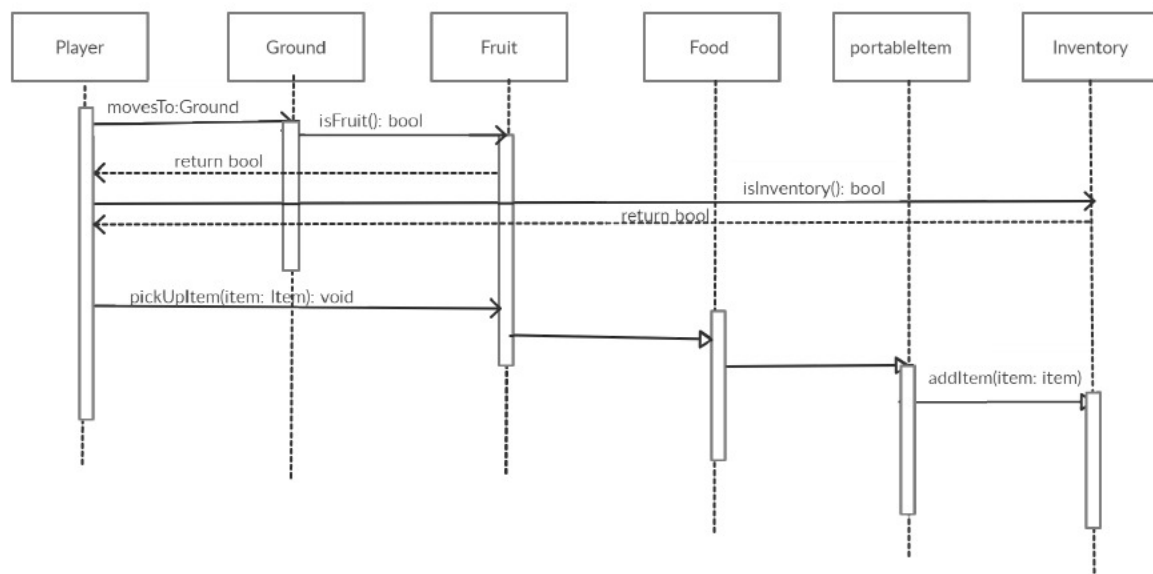 Player
Ground
Fruit
Food
portableItem
Inventory
movesTo:Ground
isFruit(): bool
return bool
isInventory(): bool
return bool
pickUpItem(item: Item): void
addItem(item: item)